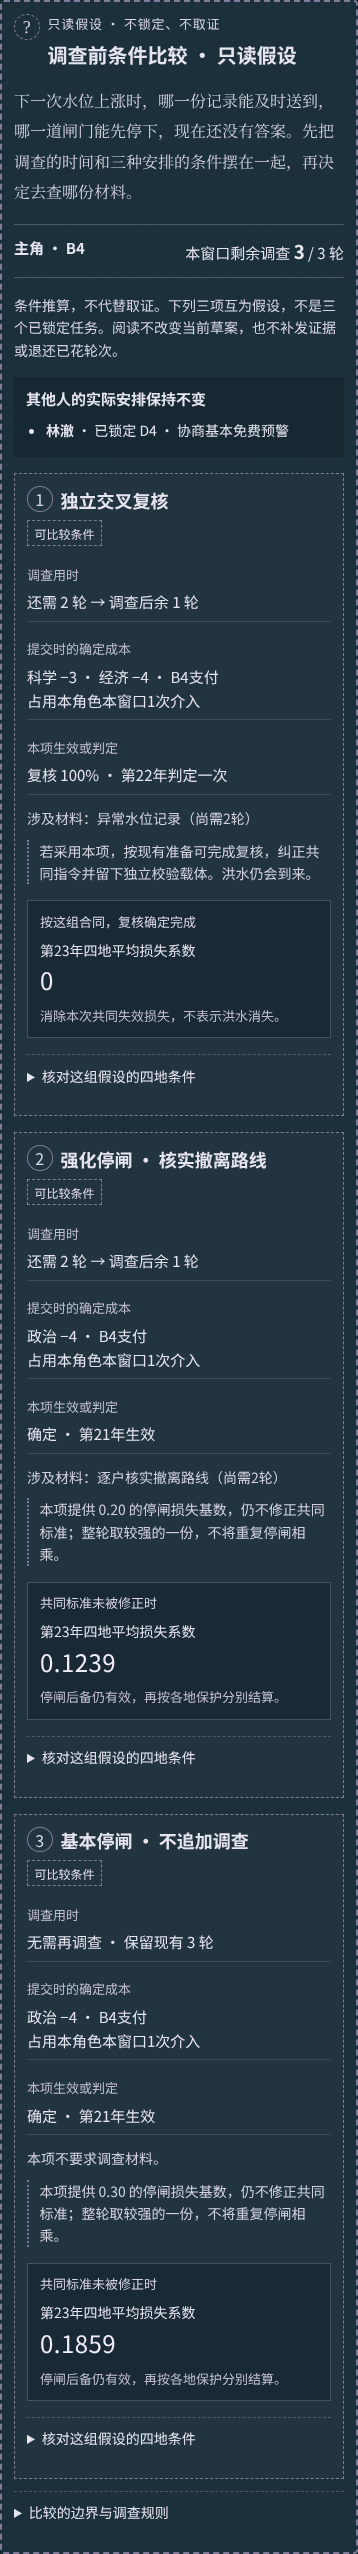 ? 只读假设 · 不锁定、不取证
调查前条件比较 · 只读假设
下一次水位上涨时，哪一份记录能及时送到，
哪一道闸门能先停下，现在还没有答案。先把
调查的时间和三种安排的条件摆在一起，再决
定去查哪份材料。
主角 · B4
本窗口剩余调查 3 / 3 轮
条件推算，不代替取证。下列三项互为假设，不是三
个已锁定任务。阅读不改变当前草案，也不补发证据
或退还已花轮次。
其他人的实际安排保持不变
• 林澈 · 已锁定 D4 · 协商基本免费预警
1 独立交叉复核
可比较条件
调查用时
还需 2 轮 → 调查后余 1 轮
提交时的确定成本
科学 −3 · 经济 −4 · B4支付
占用本角色本窗口1次介入
本项生效或判定
复核 100% · 第22年判定一次
涉及材料：异常水位记录（尚需2轮）
若采用本项，按现有准备可完成复核，纠正共
同指令并留下独立校验载体。洪水仍会到来。
按这组合同，复核确定完成
第23年四地平均损失系数
0
消除本次共同失效损失，不表示洪水消失。
▶ 核对这组假设的四地条件
2 强化停闸 · 核实撤离路线
可比较条件
调查用时
还需 2 轮 → 调查后余 1 轮
提交时的确定成本
政治 −4 · B4支付
占用本角色本窗口1次介入
本项生效或判定
确定 · 第21年生效
涉及材料：逐户核实撤离路线（尚需2轮）
本项提供 0.20 的停闸损失基数，仍不修正共同
标准；整轮取较强的一份，不将重复停闸相
乘。
共同标准未被修正时
第23年四地平均损失系数
0.1239
停闸后备仍有效，再按各地保护分别结算。
▶ 核对这组假设的四地条件
3 基本停闸 · 不追加调查
可比较条件
调查用时
无需再调查 · 保留现有 3 轮
提交时的确定成本
政治 −4 · B4支付
占用本角色本窗口1次介入
本项生效或判定
确定 · 第21年生效
本项不要求调查材料。
本项提供 0.30 的停闸损失基数，仍不修正共同
标准；整轮取较强的一份，不将重复停闸相
乘。
共同标准未被修正时
第23年四地平均损失系数
0.1859
停闸后备仍有效，再按各地保护分别结算。
▶ 核对这组假设的四地条件
▶ 比较的边界与调查规则